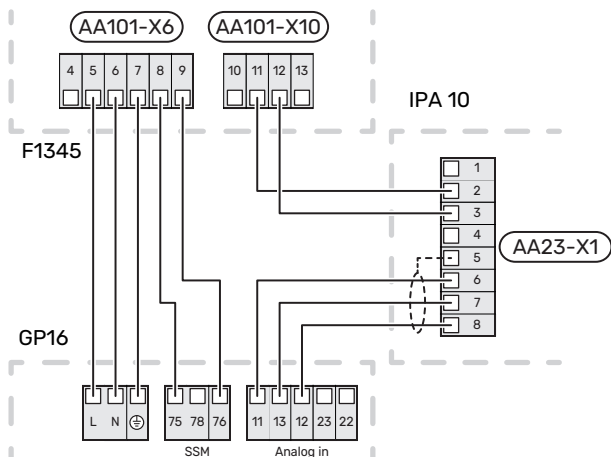 AA101-X6 AA101-X10
4 5 6 7 8 9 10 11 12 13
IPA 10
F1345
1
2
3
4
AA23-X1
5
6
7
8
GP16
L N 75 78 76 11 13 12 23 22
SSM Analog in